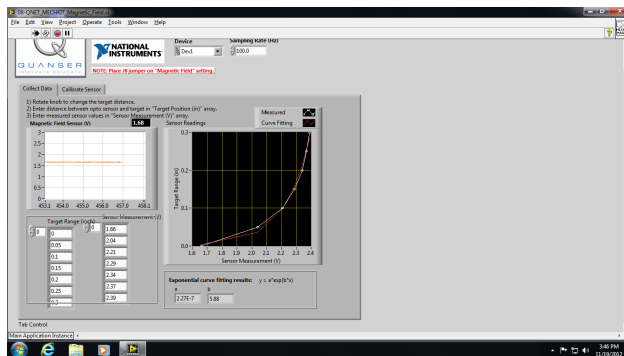 08-QNET_MECHKIT_Magnetic_Field.vi
File Edit View Project Operate Tools Window Help
QUANSER
INNOVATE EDUCATE
NATIONAL
INSTRUMENTS
Device
Dev1
Sampling Rate (Hz)
100.0
NOTE: Place J8 jumper on "Magnetic Field" setting.
Collect Data
Calibrate Sensor
1) Rotate knob to change the target distance.
2) Enter distance between opto sensor and target in "Target Position (in)" array.
3) Enter measured sensor values in "Sensor Measurement (V)" array.
Magnetic Field Sensor (V)
1.68
Sensor Readings
Measured
Curve Fitting
3-
2.5-
2-
1.5-
1-
0.5-
0-
453.1 454.0 455.0 456.0 457.0 458.1
Target Range (in)
0.3-
0.2-
0.1-
0.0-
1.6 1.7 1.8 1.9 2.0 2.1 2.2 2.3 2.4
Sensor Measurement (V)
Target Range (inch)
0
0
0.05
0.1
0.15
0.2
0.25
0.3
Sensor Measurement (V)
0
1.66
2.04
2.21
2.29
2.34
2.37
2.39
Exponential curve fitting results: y = a*exp(b*x)
a
2.27E-7
b
5.88
Tab Control
Main Application Instance
3:46 PM
11/19/2017